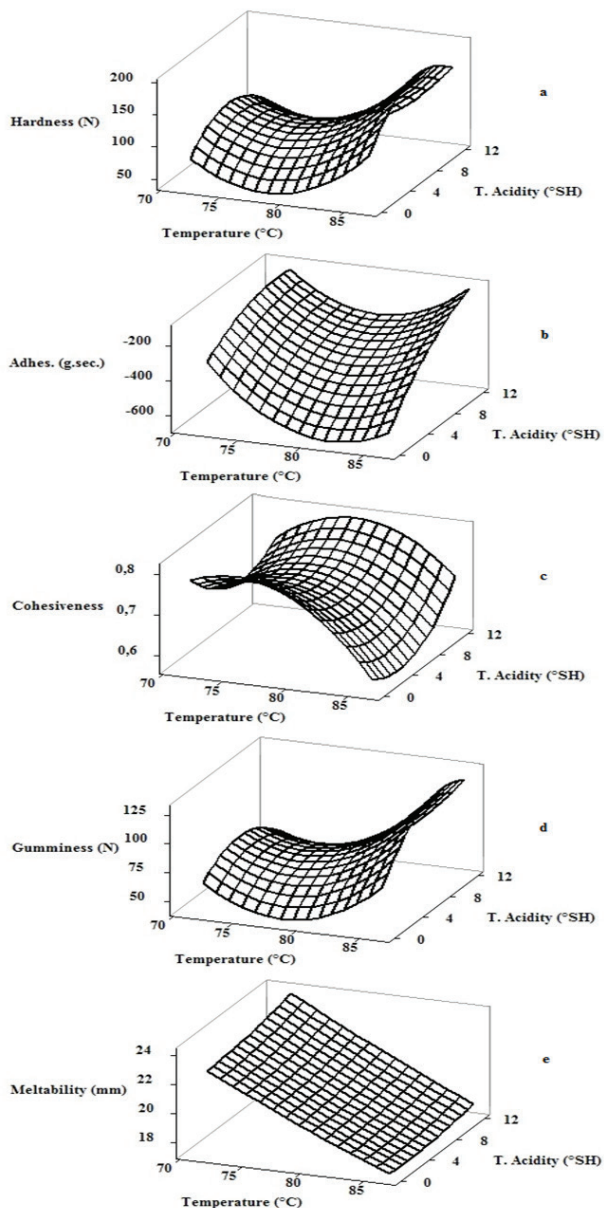 200
150
100
50
Hardness (N)
70
75
80
85
Temperature (°C)
0
4
8
12
T. Acidity (°SH)
a
-200
-400
-600
Adhes. (g.sec.)
70
75
80
85
Temperature (°C)
0
4
8
12
T. Acidity (°SH)
b
0,8
0,7
0,6
Cohesiveness
70
75
80
85
Temperature (°C)
0
4
8
12
T. Acidity (°SH)
c
125
100
75
50
Gumminess (N)
70
75
80
85
Temperature (°C)
0
4
8
12
T. Acidity (°SH)
d
24
22
20
18
Meltability (mm)
70
75
80
85
Temperature (°C)
0
4
8
12
T. Acidity (°SH)
e